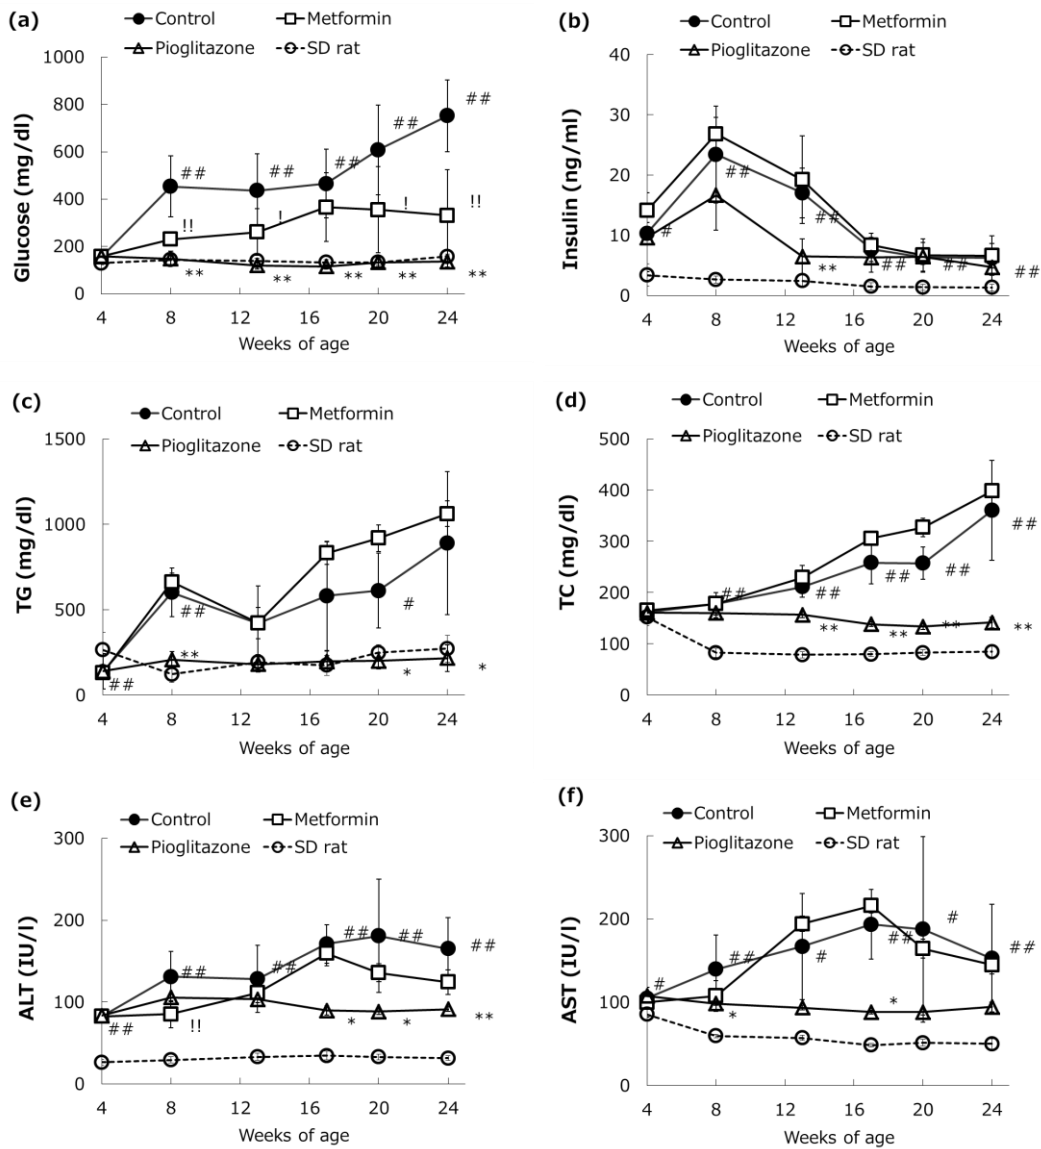 (a)
Control Metformin
Pioglitazone SD rat
Glucose (mg/dl)
1000
800
600
400
200
0
## ## ## ## ##
!! ! ! !!
** ** ** ** **
4 8 12 16 20 24
Weeks of age
(b)
Control Metformin
Pioglitazone SD rat
Insulin (ng/ml)
40
30
20
10
0
# ## ## ## ## ##
**
4 8 12 16 20 24
Weeks of age
(c)
Control Metformin
Pioglitazone SD rat
TG (mg/dl)
1500
1000
500
0
## ## #
** * *
4 8 12 16 20 24
Weeks of age
(d)
Control Metformin
Pioglitazone SD rat
TC (mg/dl)
500
400
300
200
100
0
## ## ## ## ##
** ** ** **
4 8 12 16 20 24
Weeks of age
(e)
Control Metformin
Pioglitazone SD rat
ALT (IU/l)
300
200
100
0
## ## ## ## ## ##
!! * * **
4 8 12 16 20 24
Weeks of age
(f)
Control Metformin
Pioglitazone SD rat
AST (IU/l)
300
200
100
0
# ## # ## # ##
* *
4 8 12 16 20 24
Weeks of age